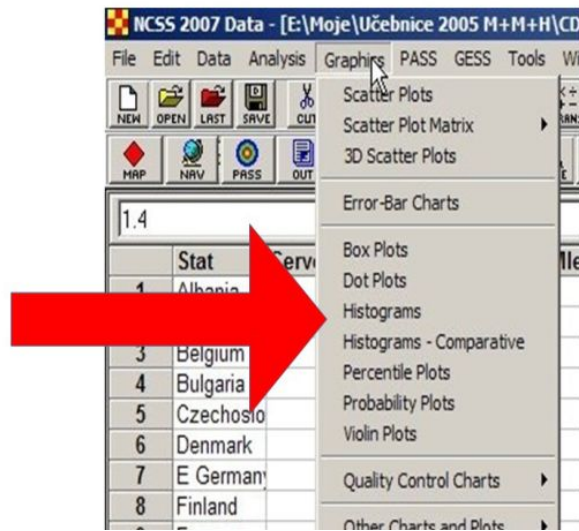 NCSS 2007 Data - [E:\Moje\Učebnice 2005 M+M+H\CD
File Edit Data Analysis Graphics PASS GESS Tools Wi
NEW OPEN LAST SAVE CUT
MAP NAV PASS OUT
1.4
Stat
Scatter Plots
Scatter Plot Matrix
3D Scatter Plots
Error-Bar Charts
Box Plots
Dot Plots
Histograms
Histograms - Comparative
Percentile Plots
Probability Plots
Violin Plots
Quality Control Charts
Other Charts and Plots
1 Albania
3 Belgium
4 Bulgaria
5 Czechoslo
6 Denmark
7 E Germany
8 Finland